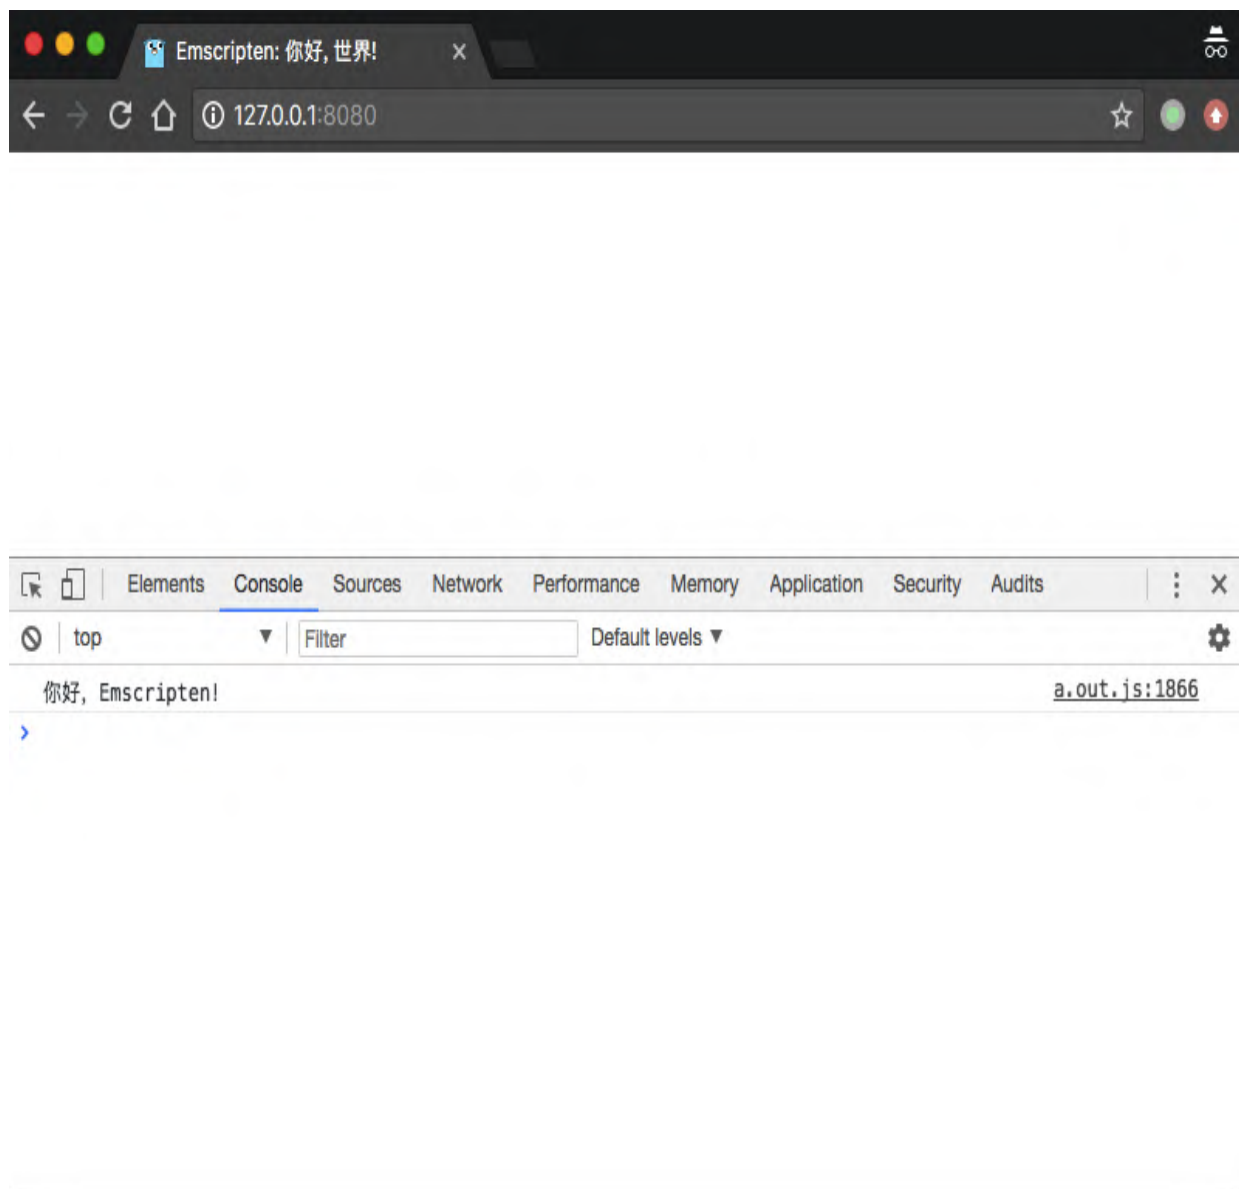 Emscripten: 你好, 世界!
127.0.0.1:8080
Elements Console Sources Network Performance Memory Application Security Audits
top Filter Default levels
你好, Emscripten! a.out.js:1866